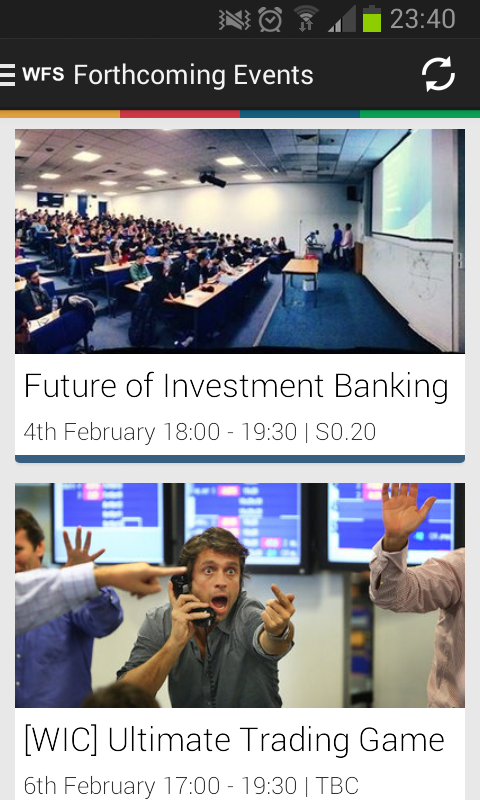 23:40
WFS Forthcoming Events
Future of Investment Banking
4th February 18:00 - 19:30 | S0.20
[WIC] Ultimate Trading Game
6th February 17:00 - 19:30 | TBC